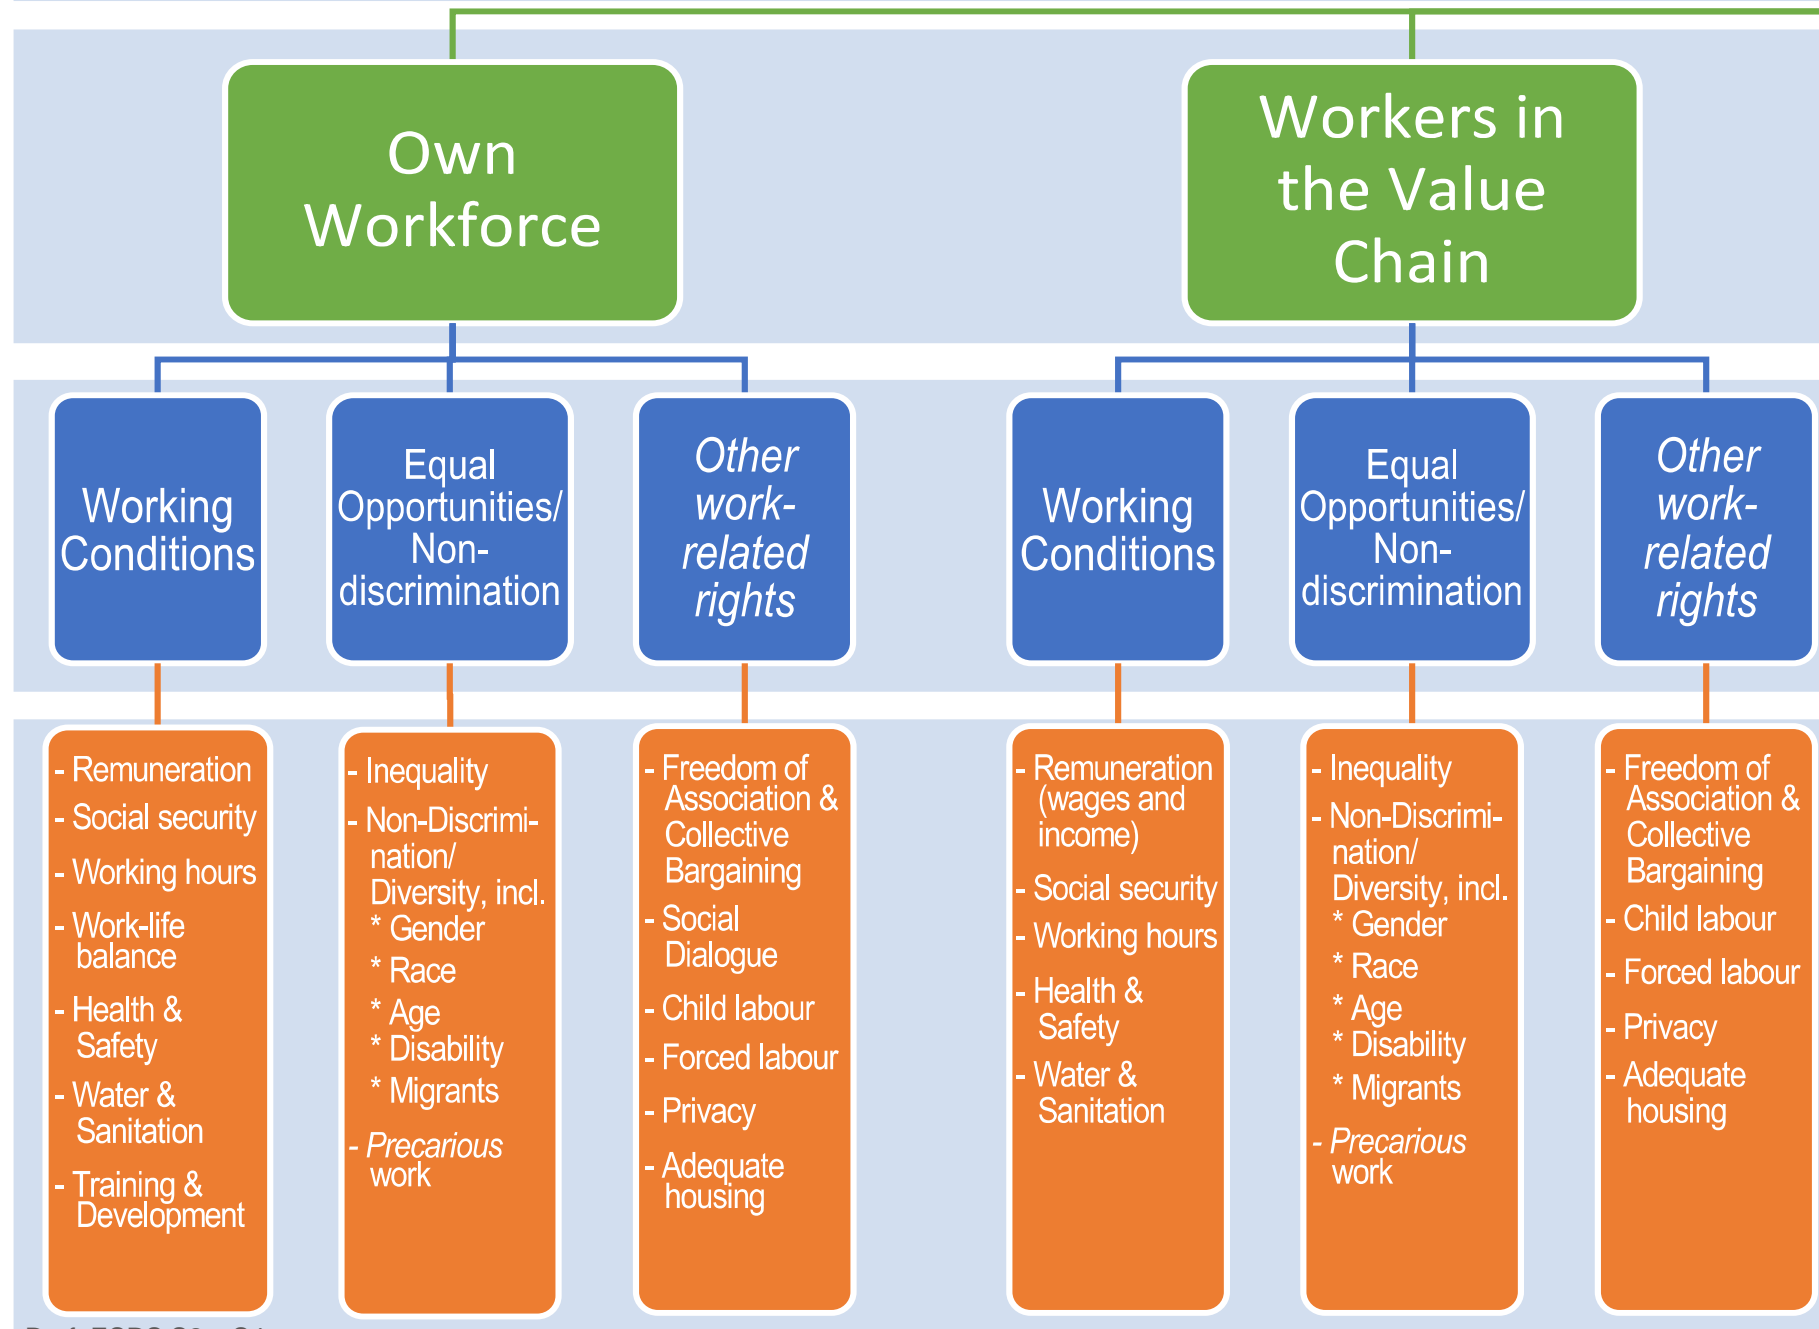 Own
Workforce
Workers in
the Value
Chain
Working
Conditions
Equal
Opportunities/
Non-
discrimination
Other
work-
related
rights
Working
Conditions
Equal
Opportunities/
Non-
discrimination
Other
work-
related
rights
- Remuneration
- Social security
- Working hours
- Work-life
balance
- Health &
Safety
- Water &
Sanitation
- Training &
Development
- Inequality
- Non-Discrimi-
nation/
Diversity, incl.
* Gender
* Race
* Age
* Disability
* Migrants
- Precarious
work
- Freedom of
Association &
Collective
Bargaining
- Social
Dialogue
- Child labour
- Forced labour
- Privacy
- Adequate
housing
- Remuneration
(wages and
income)
- Social security
- Working hours
- Health &
Safety
- Water &
Sanitation
- Inequality
- Non-Discrimi-
nation/
Diversity, incl.
* Gender
* Race
* Age
* Disability
* Migrants
- Precarious
work
- Freedom of
Association &
Collective
Bargaining
- Child labour
- Forced labour
- Privacy
- Adequate
housing